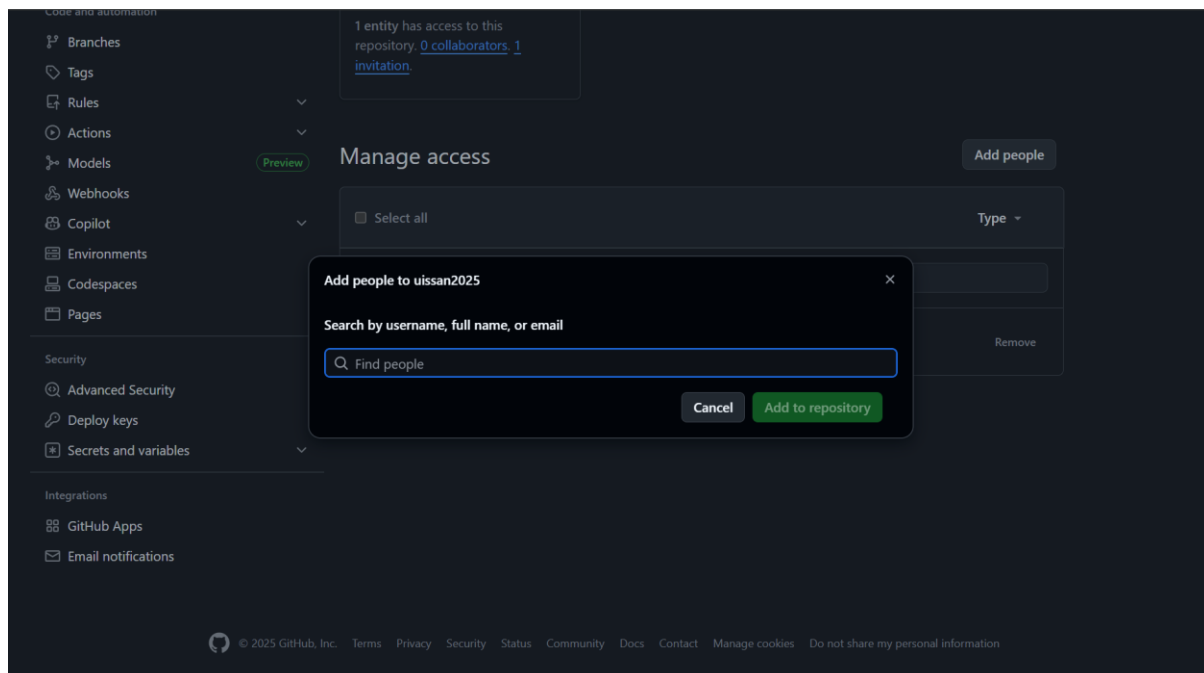 Code and automation
Branches
Tags
Rules
Actions
Models Preview
Webhooks
Copilot
Environments
Codespaces
Pages
Security
Advanced Security
Deploy keys
Secrets and variables
Integrations
GitHub Apps
Email notifications
1 entity has access to this
repository. 0 collaborators. 1
invitation.
Manage access
Add people
Select all
Type
Add people to uissan2025
Search by username, full name, or email
Find people
Cancel
Add to repository
Remove
© 2025 GitHub, Inc. Terms Privacy Security Status Community Docs Contact Manage cookies Do not share my personal information